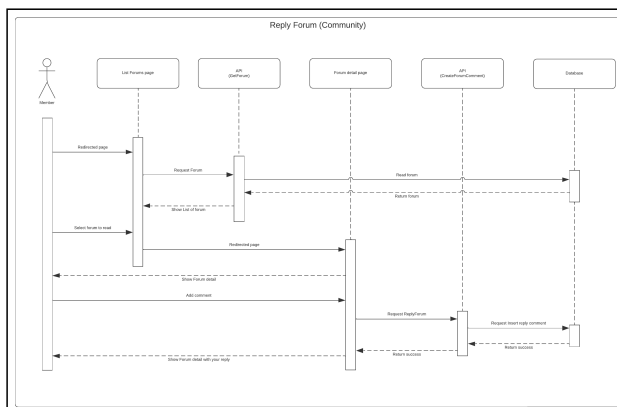 Reply Forum (Community)
List Forums page
API
(GetForum)
Forum detail page
API
(CreateForumComment)
Database
Member
Redirected page
Request Forum
Read forum
Return forum
Show List of forum
Select forum to read
Redirected page
Show Forum detail
Add comment
Request ReplyForum
Request Insert reply comment
Return success
Return success
Show Forum detail with your reply